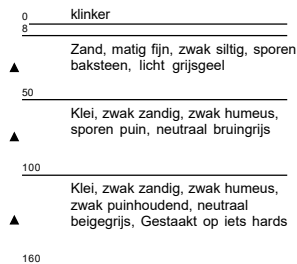 0 klinker
8
Zand, matig fijn, zwak siltig, sporen
baksteen, licht grijsgeel
50
Klei, zwak zandig, zwak humeus,
sporen puin, neutraal bruingrijs
100
Klei, zwak zandig, zwak humeus,
zwak puinhoudend, neutraal
beigegrijs, Gestaakt op iets hards
160